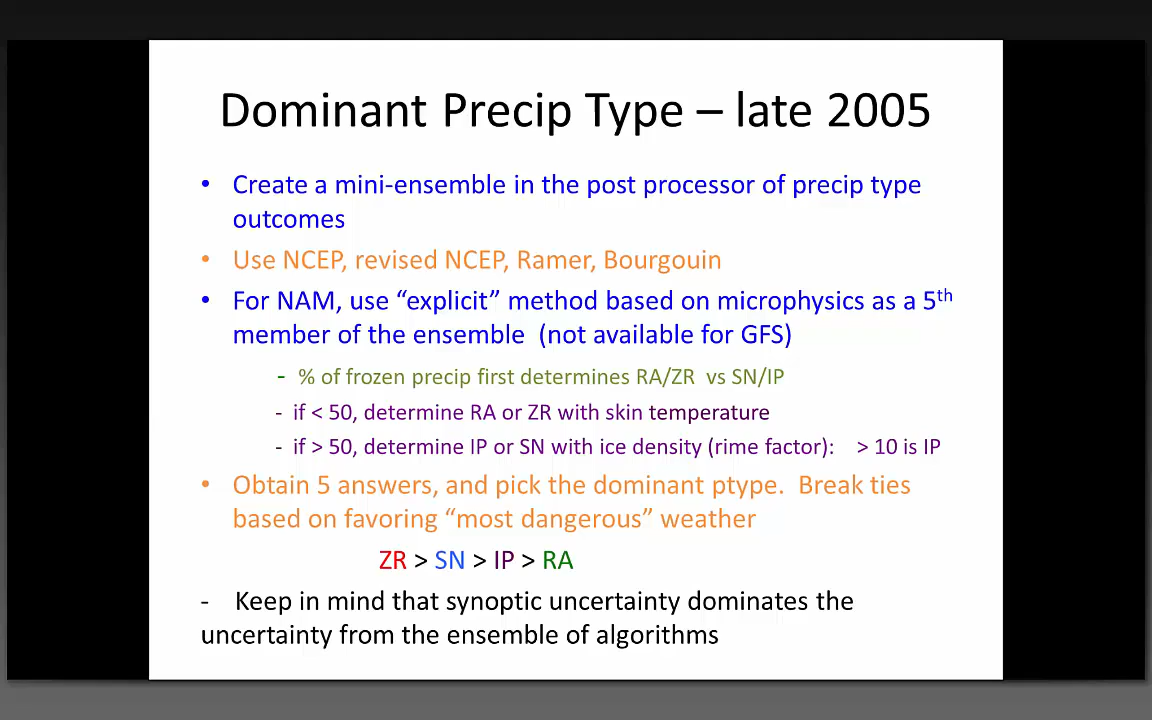 Dominant Precip Type – late 2005
• Create a mini-ensemble in the post processor of precip type
outcomes
• Use NCEP, revised NCEP, Ramer, Bourgouin
• For NAM, use “explicit” method based on microphysics as a 5th
member of the ensemble (not available for GFS)
- % of frozen precip first determines RA/ZR vs SN/IP
- if < 50, determine RA or ZR with skin temperature
- if > 50, determine IP or SN with ice density (rime factor): > 10 is IP
• Obtain 5 answers, and pick the dominant ptype. Break ties
based on favoring “most dangerous” weather
ZR > SN > IP > RA
- Keep in mind that synoptic uncertainty dominates the
uncertainty from the ensemble of algorithms